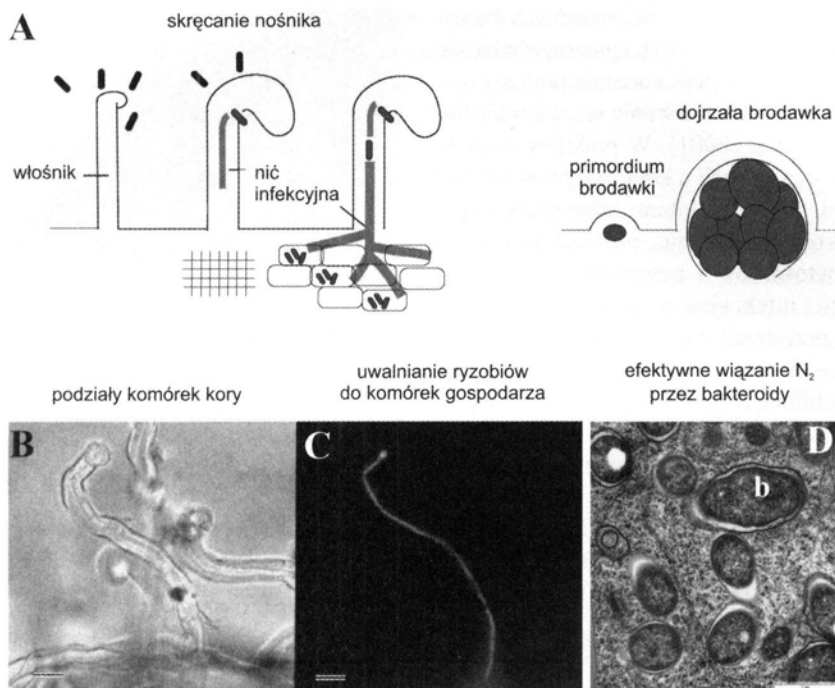 A
skręcanie nośnika
włośnik
nić
infekcyjna
primordium
brodawki
dojrzała brodawka
podziały komórek kory
uwalnianie ryzobiów
do komórek gospodarza
efektywne wiązanie N₂
przez bakteroidy
B
C
D
b